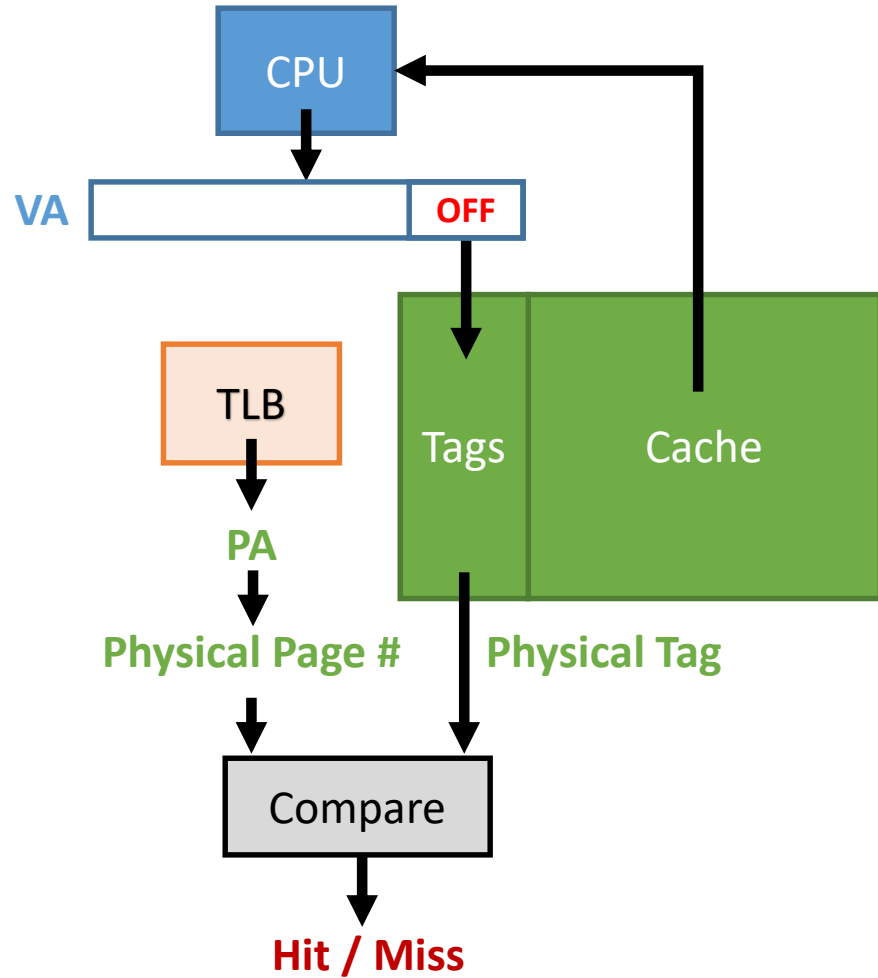 CPU
VA
OFF
TLB
Tags
Cache
PA
Physical Page #
Physical Tag
Compare
Hit / Miss